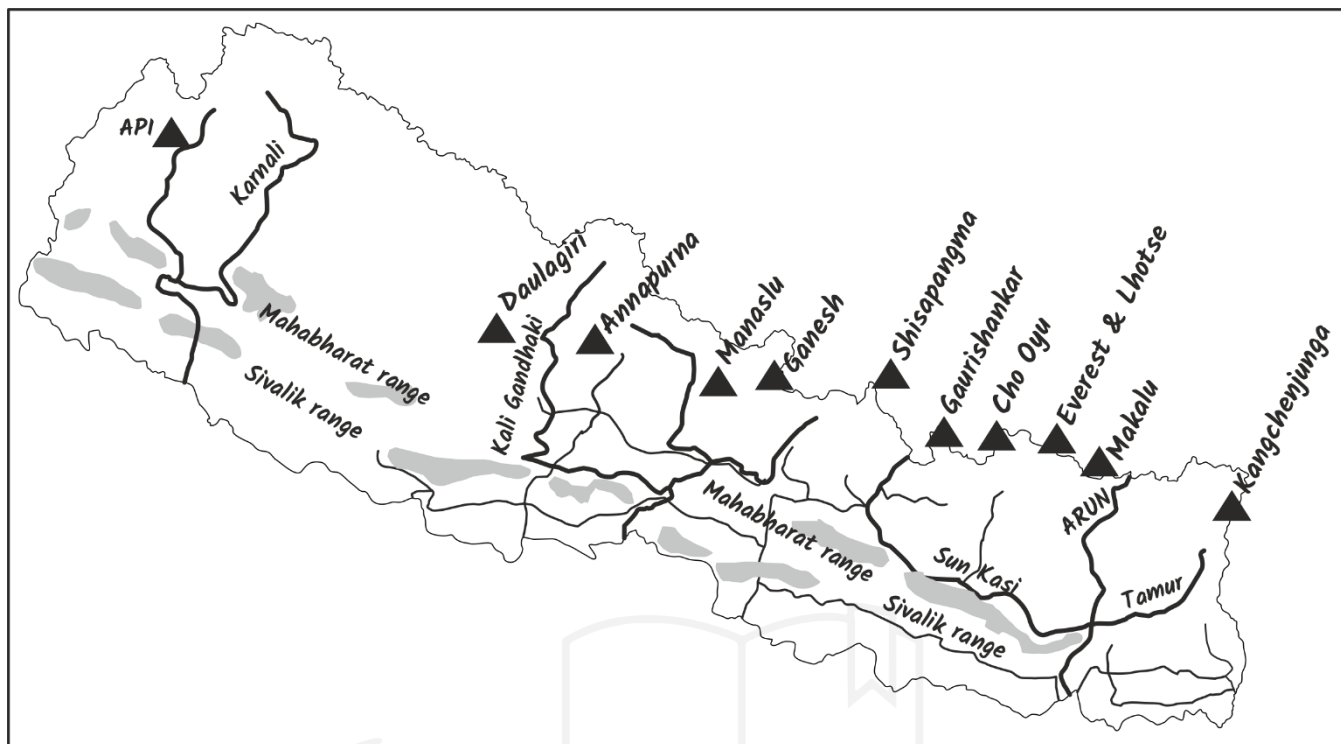 API
Karnali
Daulagiri
Annapurna
Kali Gandhaki
Manaslu
Ganesh
Shisapangma
Gaurishankar
Cho Oyu
Everest & Lhotse
Makalu
Kangchenjunga
Mahabharat range
Sivalik range
Mahabharat range
Sivalik range
Sun Kasi
ARUN
Tamur